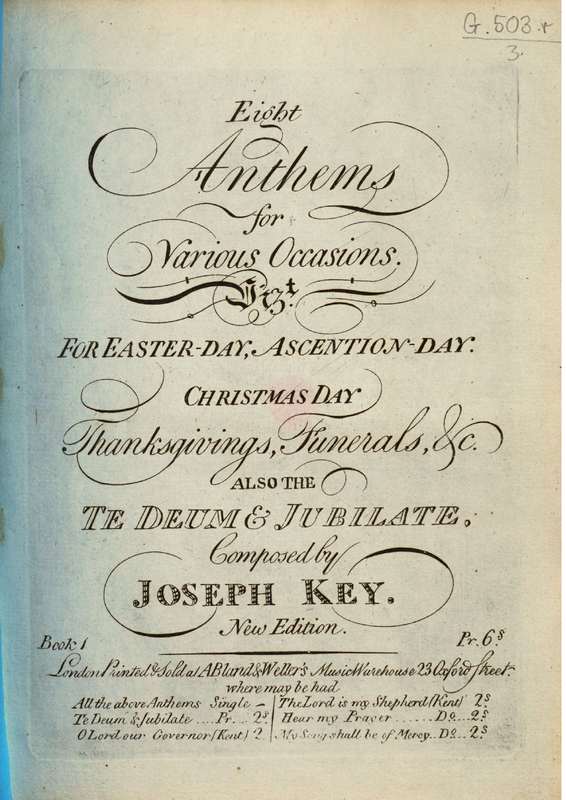 G.503.r
3.
Eight
Anthems
for
Various Occasions.
Vizt.
FOR EASTER-DAY, ASCENTION-DAY.
CHRISTMAS DAY
Thanksgivings, Funerals, &c.
ALSO THE
TE DEUM & JUBILATE.
Composed by
JOSEPH KEY.
New Edition.
Book 1
Pr. 6s
London Printed & Sold at A Bland & Weller's Music Warehouse 23 Oxford Street.
where may be had
All the above Anthems Single –
Te Deum & Jubilate .... Pr... 2s
O Lord our Governor (Kent) 2.
The Lord is my Shepherd (Kent) 2s
Hear my Prayer ...... Do .. 2s
My Song shall be of Mercy.. Do .. 2s